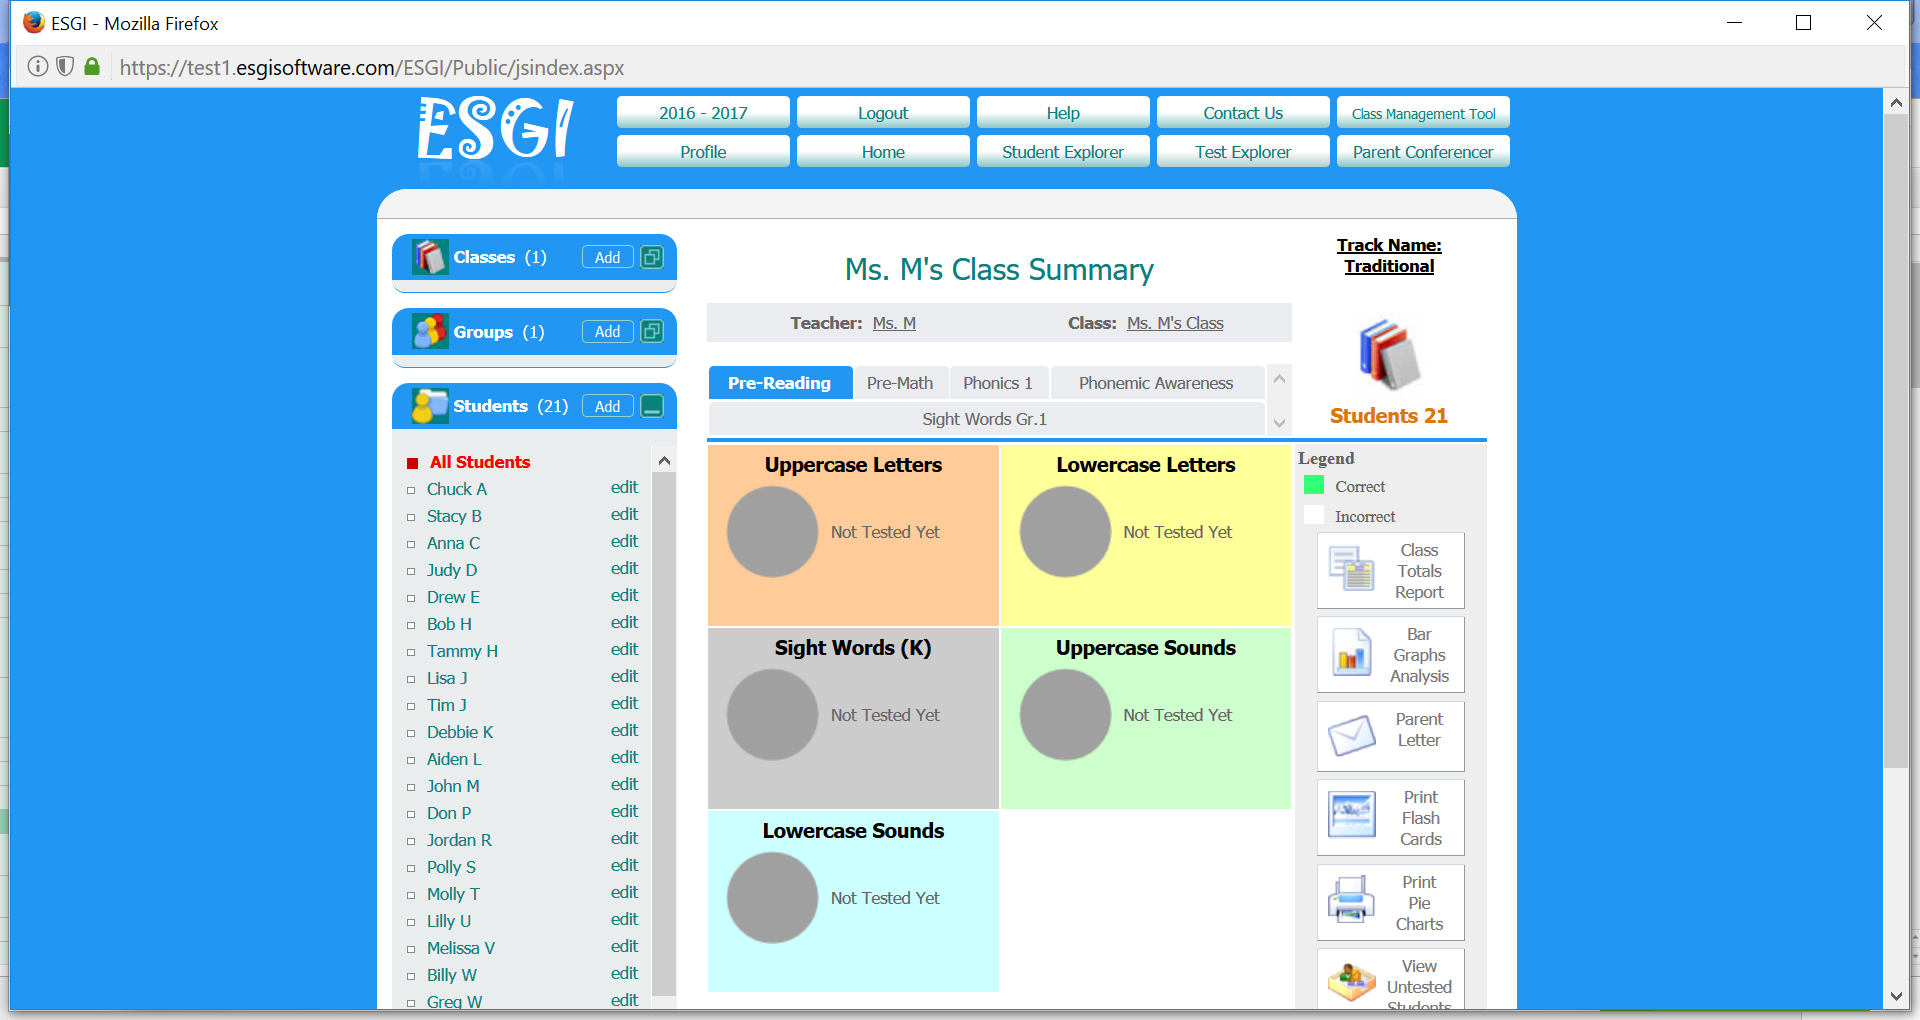 ESGI - Mozilla Firefox
https://test1.esgisoftware.com/ESGI/Public/jsindex.aspx
ESGI
2016 - 2017
Logout
Help
Contact Us
Class Management Tool
Profile
Home
Student Explorer
Test Explorer
Parent Conferencer
Classes (1)
Add
Groups (1)
Add
Students (21)
Add
All Students
Chuck A edit
Stacy B edit
Anna C edit
Judy D edit
Drew E edit
Bob H edit
Tammy H edit
Lisa J edit
Tim J edit
Debbie K edit
Aiden L edit
John M edit
Don P edit
Jordan R edit
Polly S edit
Molly T edit
Lilly U edit
Melissa V edit
Billy W edit
Greg W edit
Ms. M's Class Summary
Teacher: Ms. M
Class: Ms. M's Class
Pre-Reading
Pre-Math
Phonics 1
Phonemic Awareness
Sight Words Gr.1
Track Name:
Traditional
Students 21
Uppercase Letters
Not Tested Yet
Lowercase Letters
Not Tested Yet
Sight Words (K)
Not Tested Yet
Uppercase Sounds
Not Tested Yet
Lowercase Sounds
Not Tested Yet
Legend
Correct
Incorrect
Class
Totals
Report
Bar
Graphs
Analysis
Parent
Letter
Print
Flash
Cards
Print
Pie
Charts
View
Untested
Students